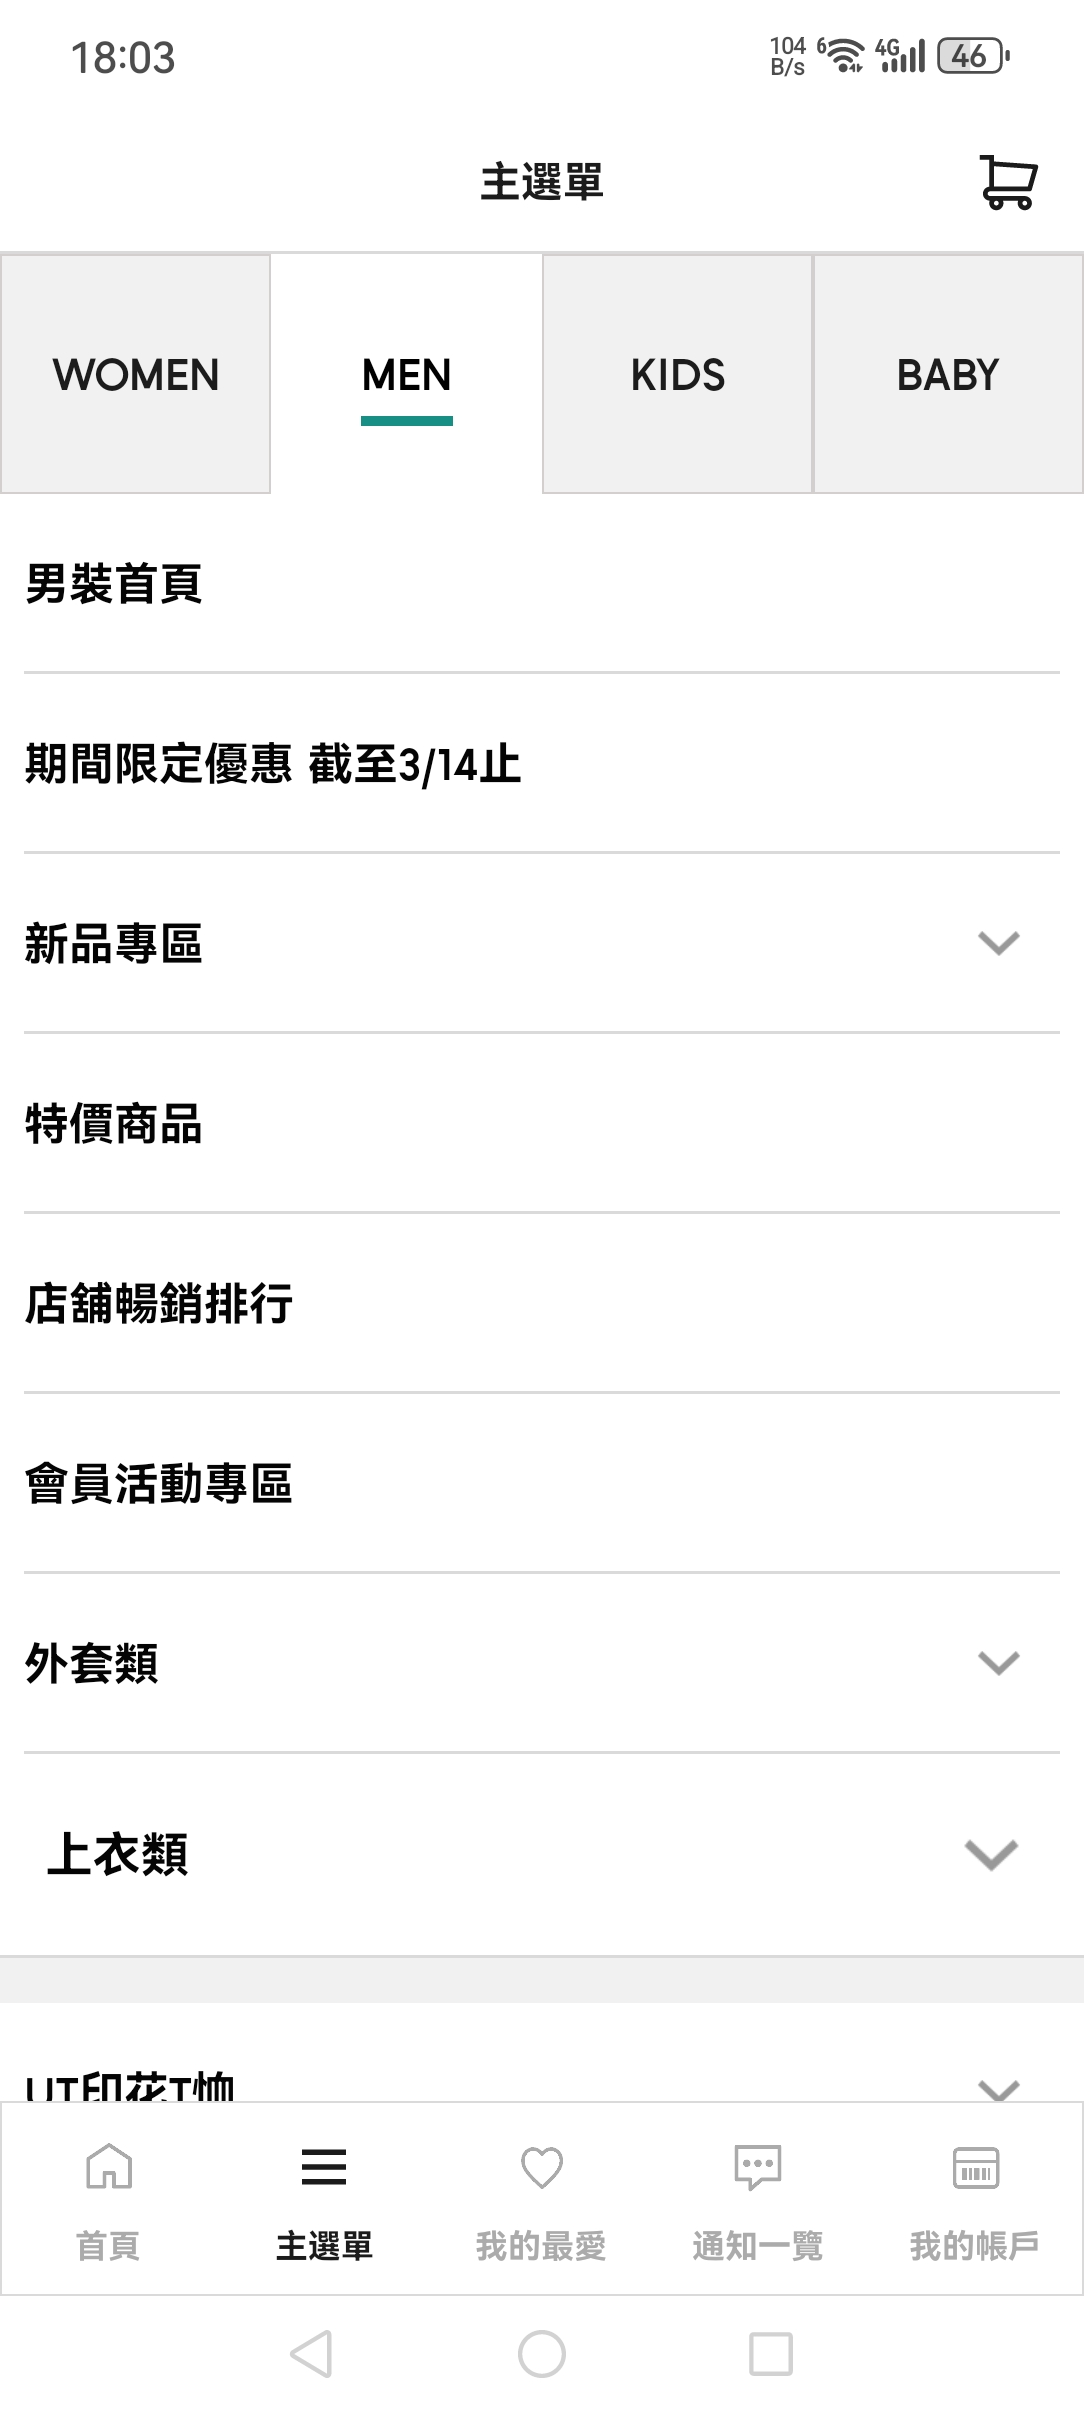 18:03
104 B/s
6
4G
46
主選單
WOMEN
MEN
KIDS
BABY
男裝首頁
期間限定優惠 截至3/14止
新品專區
特價商品
店舖暢銷排行
會員活動專區
外套類
上衣類
UT印花T恤
首頁
主選單
我的最愛
通知一覽
我的帳戶